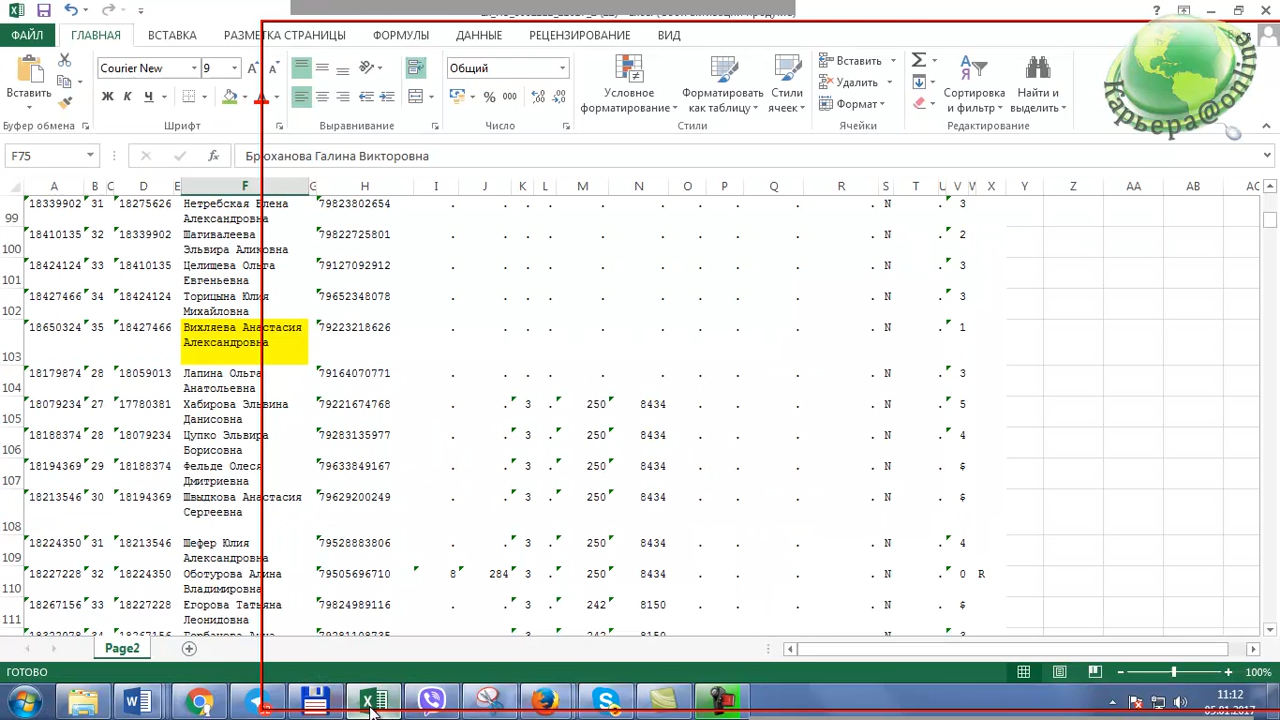 ФАЙЛ ГЛАВНАЯ ВСТАВКА РАЗМЕТКА СТРАНИЦЫ ФОРМУЛЫ ДАННЫЕ РЕЦЕНЗИРОВАНИЕ ВИД
Вставить
Courier New 9
Общий
Условное форматирование
Форматировать как таблицу
Стили ячеек
Вставить
Удалить
Формат
Сортировка и фильтр
Найти и выделить
Буфер обмена Шрифт Выравнивание Число Стили Ячейки Редактирование
Карьера@online
F75 Брюханова Галина Викторовна
A B C D E F G H I J K L M N O P Q R S T U V W X Y Z AA AB AC
99 18339902 31 18275626 Нетребская Елена Александровна 79823802654 . . . . . . . . . . N . 3
100 18410135 32 18339902 Шагивалеева Эльвира Аликовна 79822725801 . . . . . . . . . . N . 2
101 18424124 33 18410135 Целищева Ольга Евгеньевна 79127092912 . . . . . . . . . . N . 3
102 18427466 34 18424124 Торицына Юлия Михайловна 79652348078 . . . . . . . . . . N . 3
103 18650324 35 18427466 Вихляева Анастасия Александровна 79223218626 . . . . . . . . . . N . 1
104 18179874 28 18059013 Лапина Ольга Анатольевна 79164070771 . . . . . . . . . . N . 3
105 18079234 27 17780381 Хабирова Эльвина Данисовна 79221674768 . . 3 . 250 8434 . . . . N . 5
106 18188374 28 18079234 Цупко Эльвира Борисовна 79283135977 . . 3 . 250 8434 . . . . N . 4
107 18194369 29 18188374 Фельде Олеся Дмитриевна 79633849167 . . 3 . 250 8434 . . . . N . $
108 18213546 30 18194369 Швыдкова Анастасия Сергеевна 79629200249 . . 3 . 250 8434 . . . . N . $
109 18224350 31 18213546 Шефер Юлия Александровна 79528883806 . . 3 . 250 8434 . . . . N . 4
110 18227228 32 18224350 Оботурова Алина Владимировна 79505696710 8 284 3 . 250 8434 . . . . N . 0 R
111 18267156 33 18227228 Егорова Татьяна Леонидовна 79824989116 . . 3 . 242 8150 . . . . N . $
Page2
ГОТОВО 100%
11:12
05.01.2017